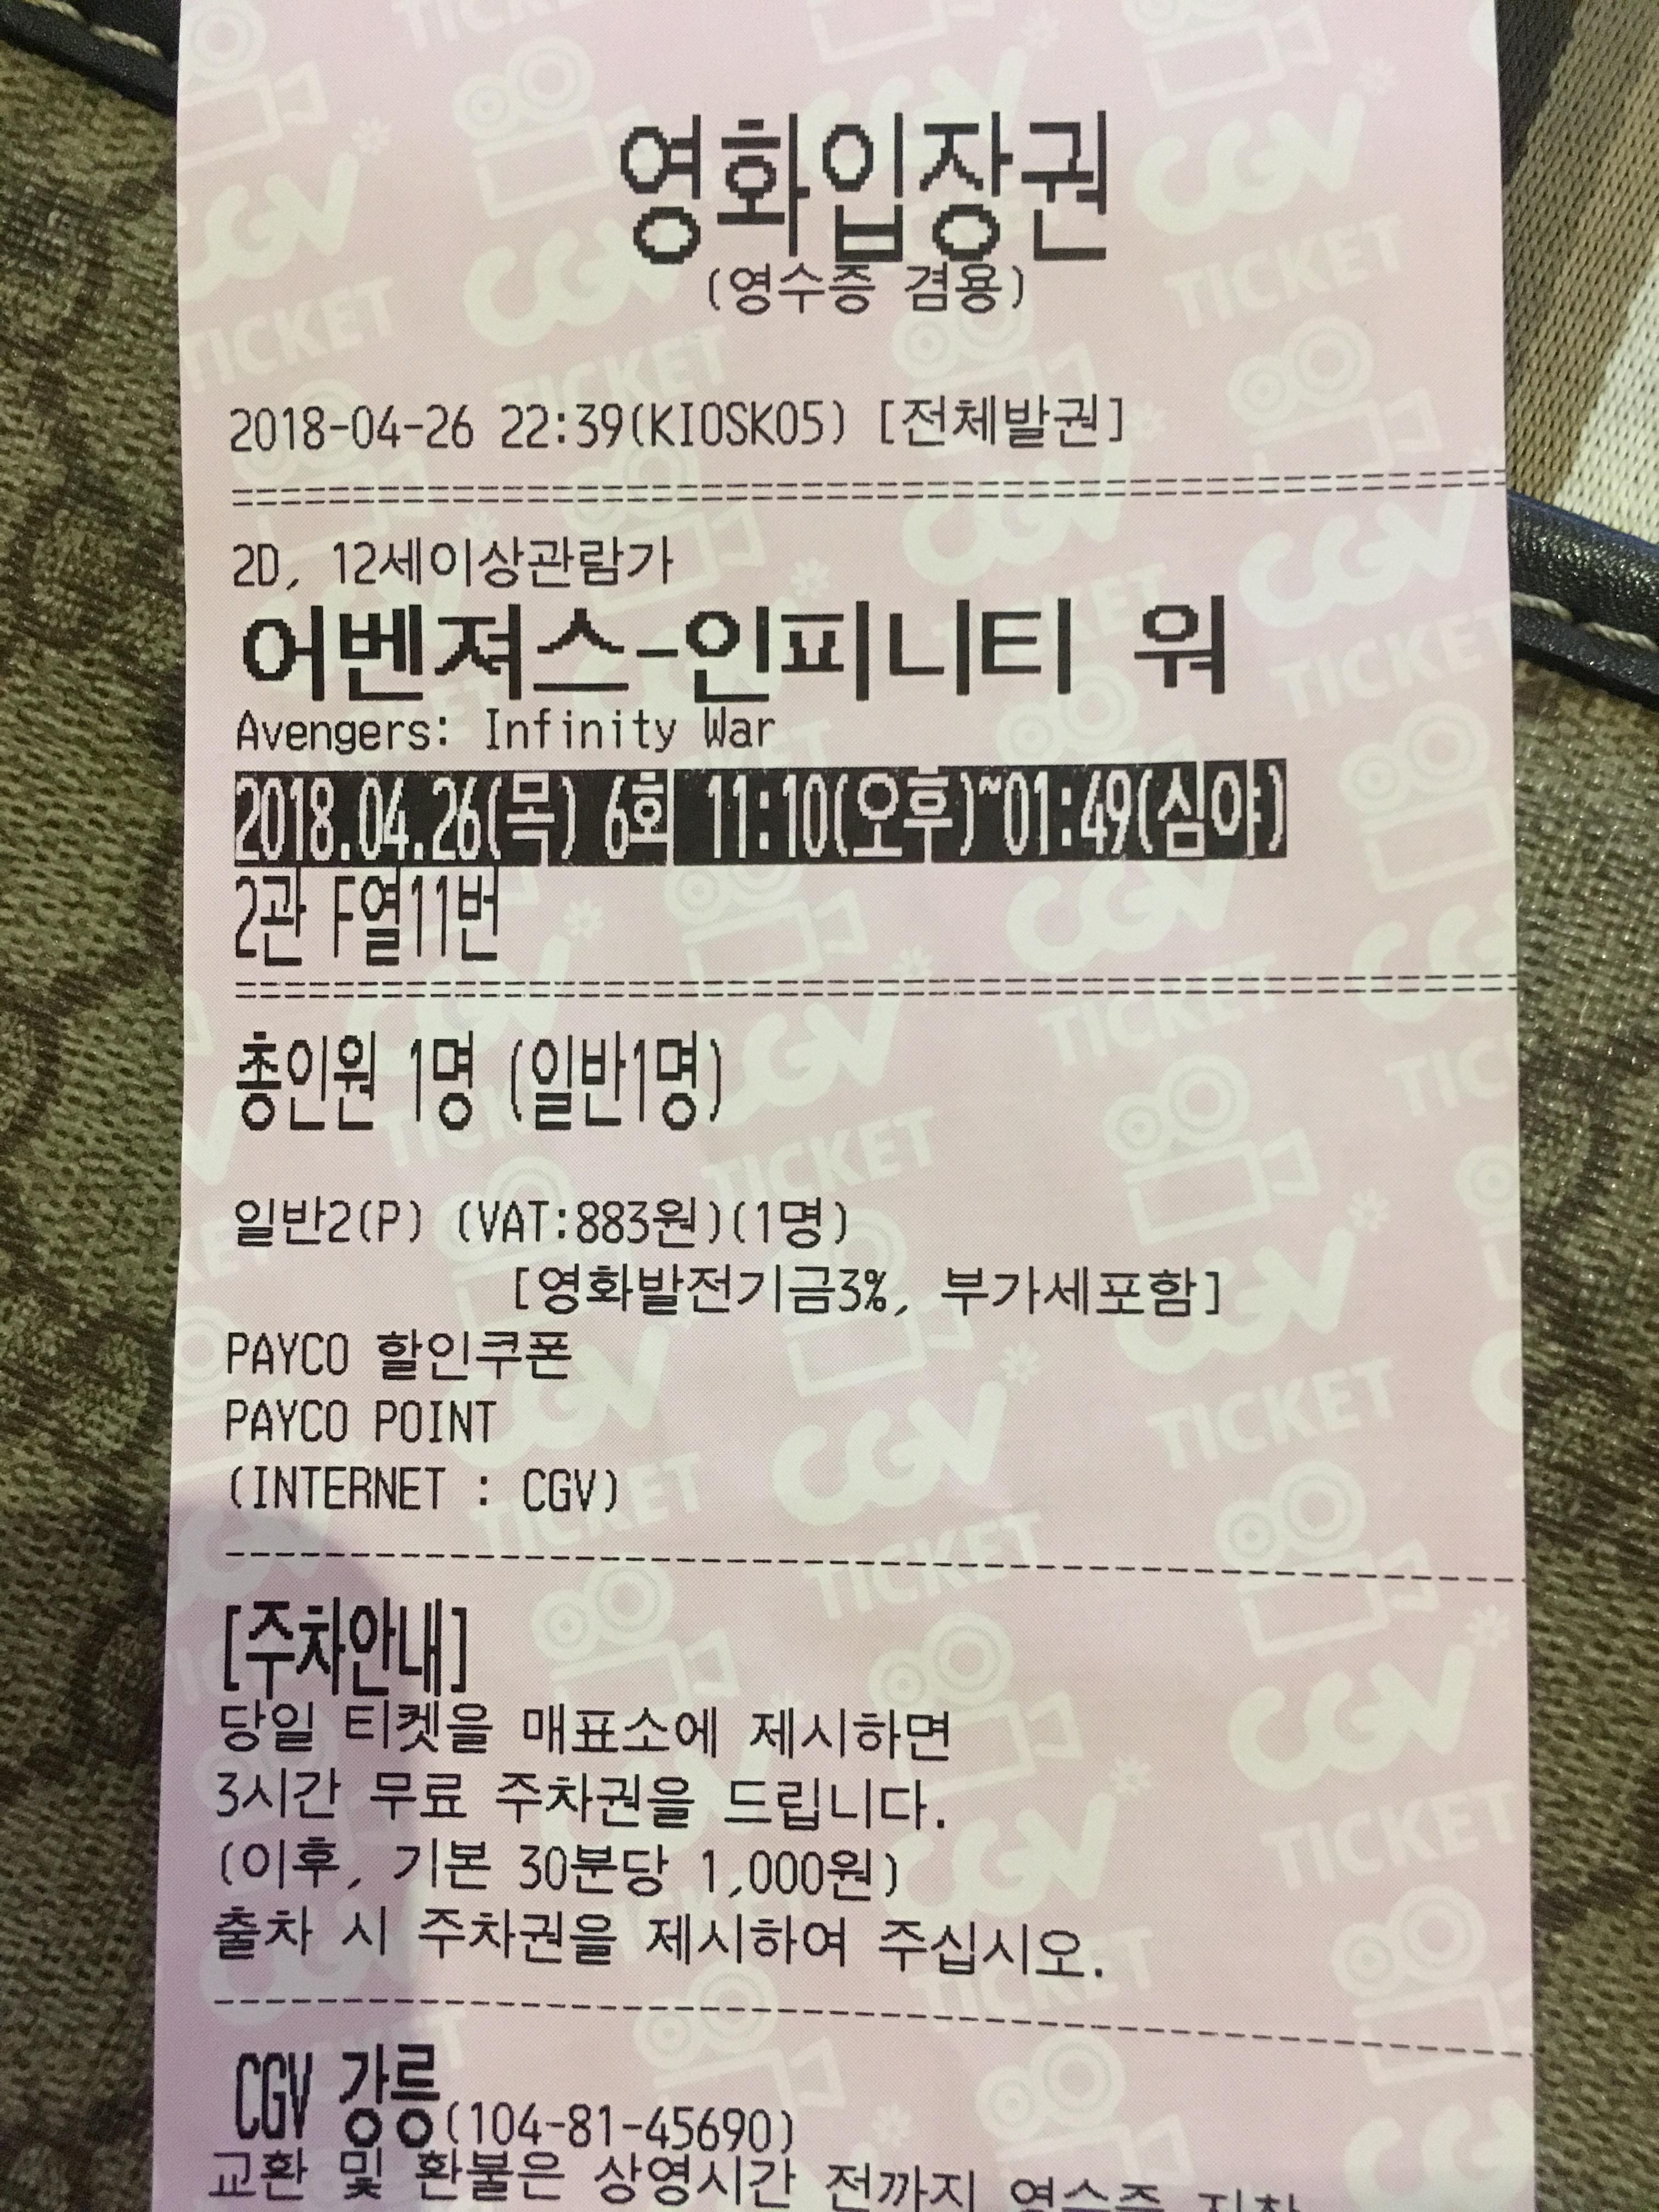 영화입장권
(영수증 겸용)
2018-04-26 22:39(KIOSK05) [전체발권]
2D, 12세이상관람가
어벤져스-인피니티 워
Avengers: Infinity War
2018.04.26(목) 6회 11:10(오후)~01:49(심야)
2관 F열11번
총인원 1명 (일반1명)
일반2(P) (VAT:883원)(1명)
[영화발전기금3%, 부가세포함]
PAYCO 할인쿠폰
PAYCO POINT
(INTERNET : CGV)
[주차안내]
당일 티켓을 매표소에 제시하면
3시간 무료 주차권을 드립니다.
(이후, 기본 30분당 1,000원)
출차 시 주차권을 제시하여 주십시오.
CGV 강릉(104-81-45690)
교환 및 환불은 상영시간 전까지 영수증 지참